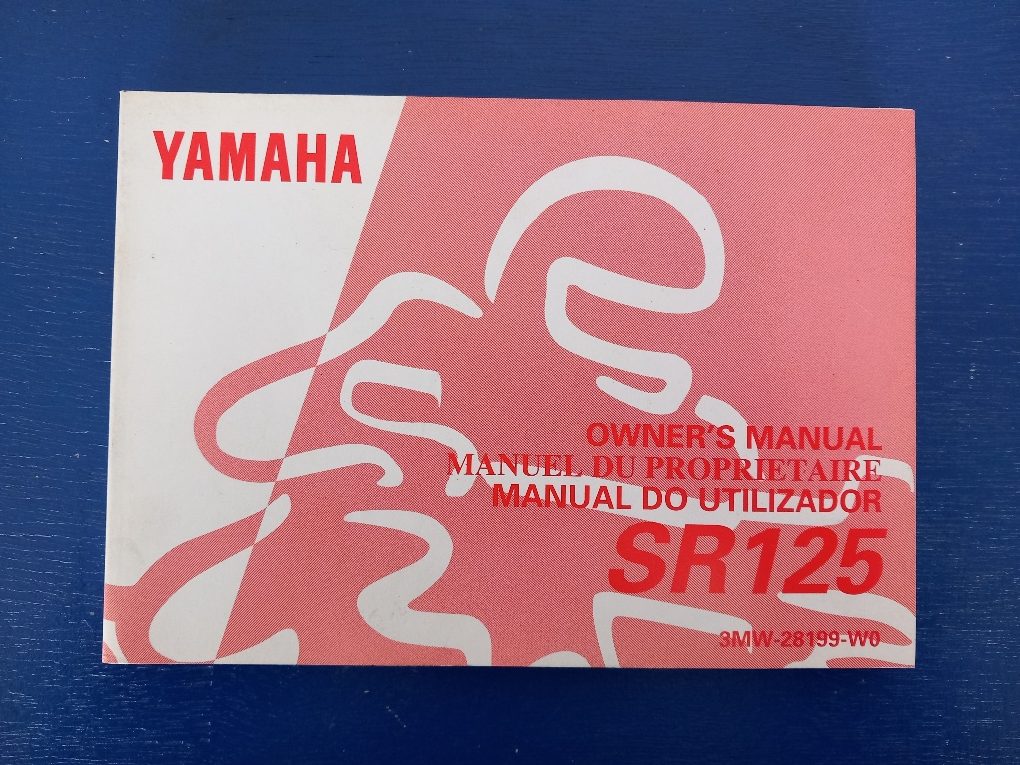 YAMAHA
OWNER'S MANUAL
MANUEL DU PROPRIETAIRE
MANUAL DO UTILIZADOR
SR125
3MW-28199-W0